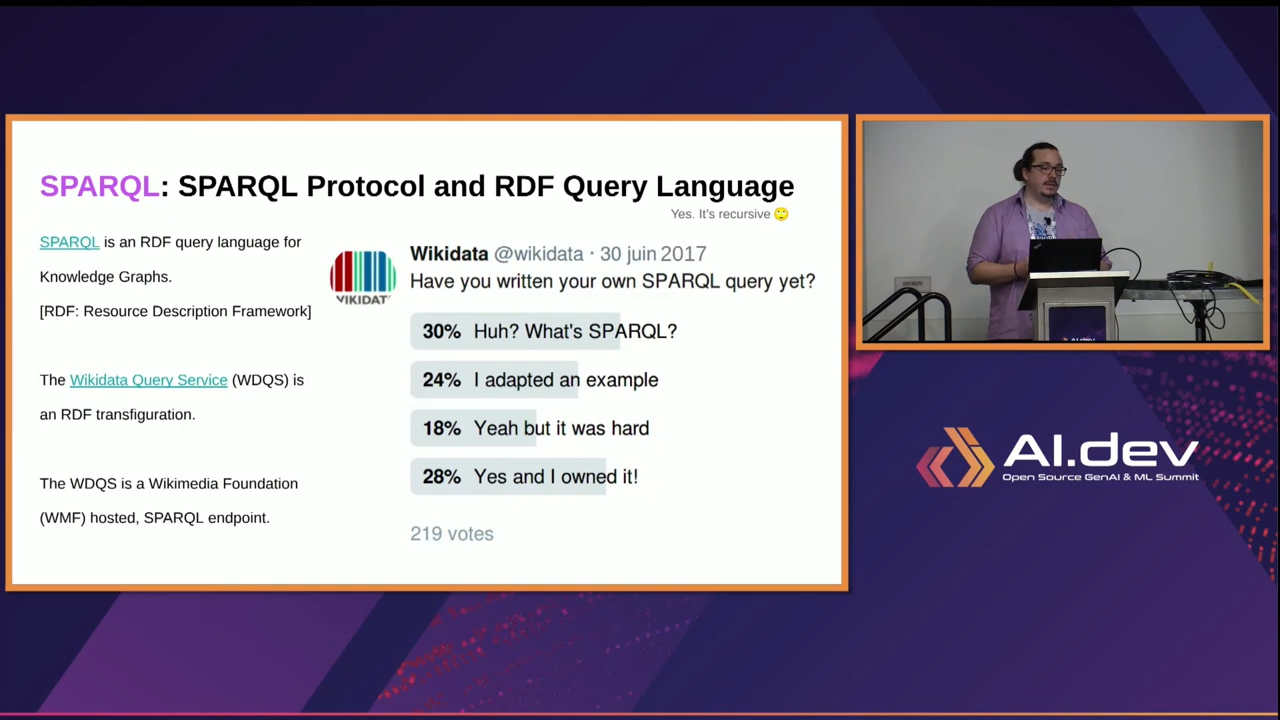 SPARQL: SPARQL Protocol and RDF Query Language
Yes. It's recursive 🙄
SPARQL is an RDF query language for
Knowledge Graphs.
[RDF: Resource Description Framework]
The Wikidata Query Service (WDQS) is
an RDF transfiguration.
The WDQS is a Wikimedia Foundation
(WMF) hosted, SPARQL endpoint.
Wikidata @wikidata · 30 juin 2017
Have you written your own SPARQL query yet?
30% Huh? What's SPARQL?
24% I adapted an example
18% Yeah but it was hard
28% Yes and I owned it!
219 votes
AI.dev
Open Source GenAI & ML Summit